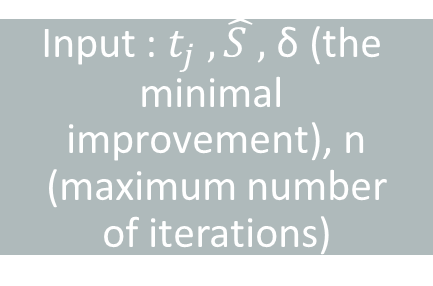 Input : t_j , Ŝ , δ (the
minimal
improvement), n
(maximum number
of iterations)